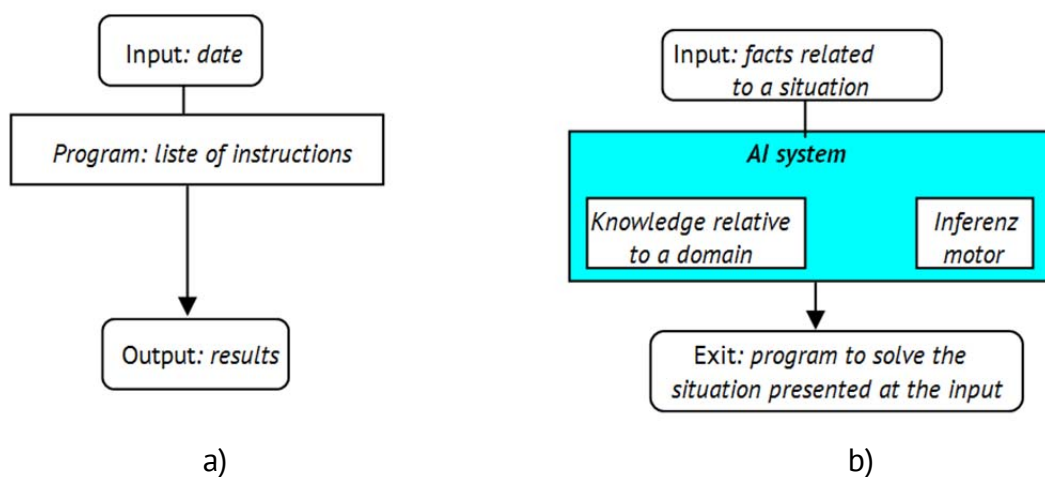 Input: date
Program: liste of instructions
Output: results
a)
Input: facts related
to a situation
AI system
Knowledge relative
to a domain
Inferenz
motor
Exit: program to solve the
situation presented at the input
b)